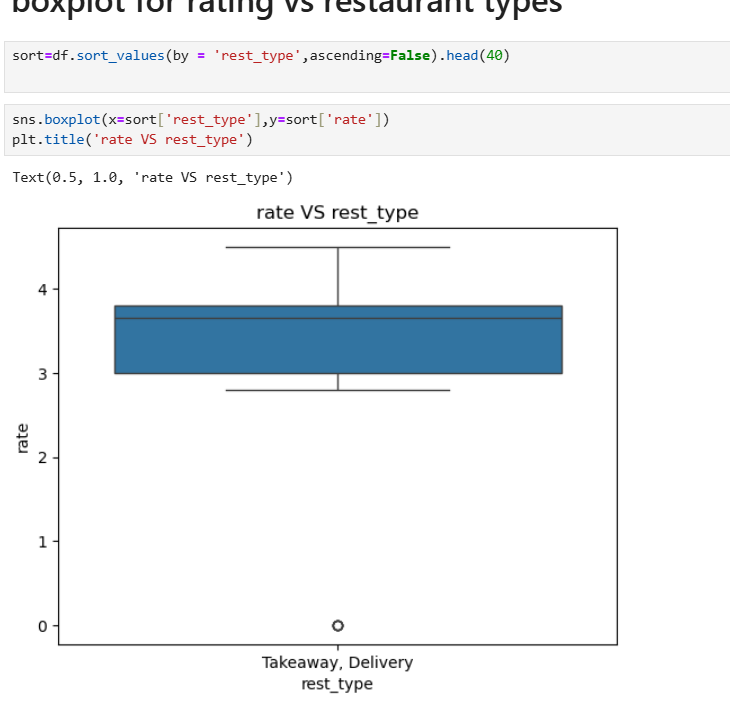 boxplot for rating vs restaurant types
sort=df.sort_values(by = 'rest_type',ascending=False).head(40)
sns.boxplot(x=sort['rest_type'],y=sort['rate'])
plt.title('rate VS rest_type')
Text(0.5, 1.0, 'rate VS rest_type')
rate VS rest_type
4
3
2
1
0
rate
Takeaway, Delivery
rest_type